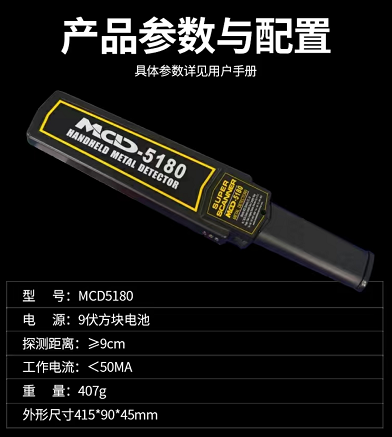 产品参数与配置
具体参数详见用户手册
MCD-5180
HANDHELD METAL DETECTOR
SUPER
SCANNER
MCD-5180
型 号：MCD5180
电 源：9伏方块电池
探测距离：≥9cm
工作电流：＜50MA
重 量：407g
外形尺寸415*90*45mm